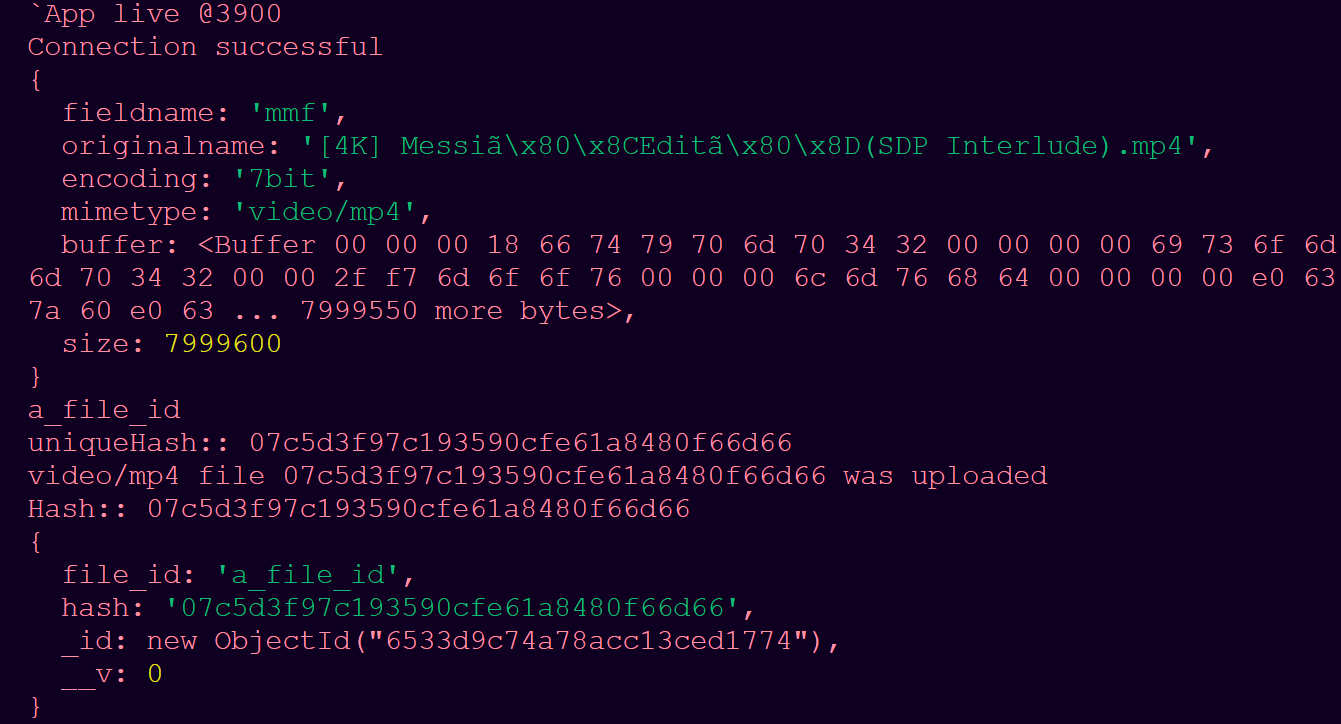 `App live @3900
Connection successful
{
  fieldname: 'mmf',
  originalname: '[4K] Messiã\x80\x8CEditã\x80\x8D(SDP Interlude).mp4',
  encoding: '7bit',
  mimetype: 'video/mp4',
  buffer: <Buffer 00 00 00 18 66 74 79 70 6d 70 34 32 00 00 00 00 69 73 6f 6d
6d 70 34 32 00 00 2f f7 6d 6f 6f 76 00 00 00 6c 6d 76 68 64 00 00 00 00 e0 63
7a 60 e0 63 ... 7999550 more bytes>,
  size: 7999600
}
a_file_id
uniqueHash:: 07c5d3f97c193590cfe61a8480f66d66
video/mp4 file 07c5d3f97c193590cfe61a8480f66d66 was uploaded
Hash:: 07c5d3f97c193590cfe61a8480f66d66
{
  file_id: 'a_file_id',
  hash: '07c5d3f97c193590cfe61a8480f66d66',
  _id: new ObjectId("6533d9c74a78acc13ced1774"),
  __v: 0
}